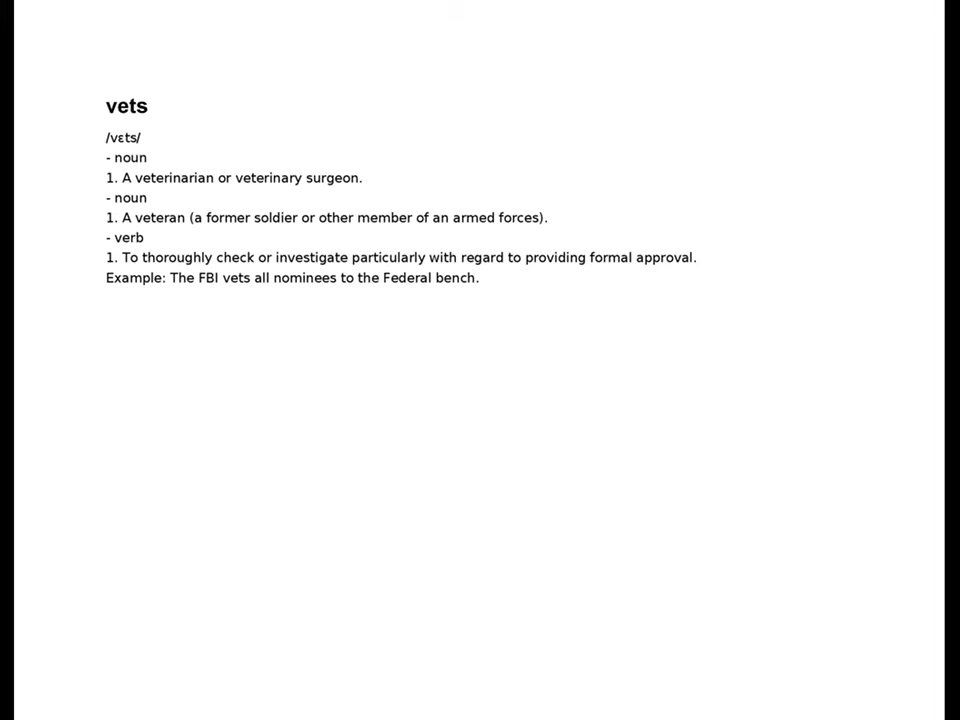 vets
/vɛts/
- noun
1. A veterinarian or veterinary surgeon.
- noun
1. A veteran (a former soldier or other member of an armed forces).
- verb
1. To thoroughly check or investigate particularly with regard to providing formal approval.
Example: The FBI vets all nominees to the Federal bench.